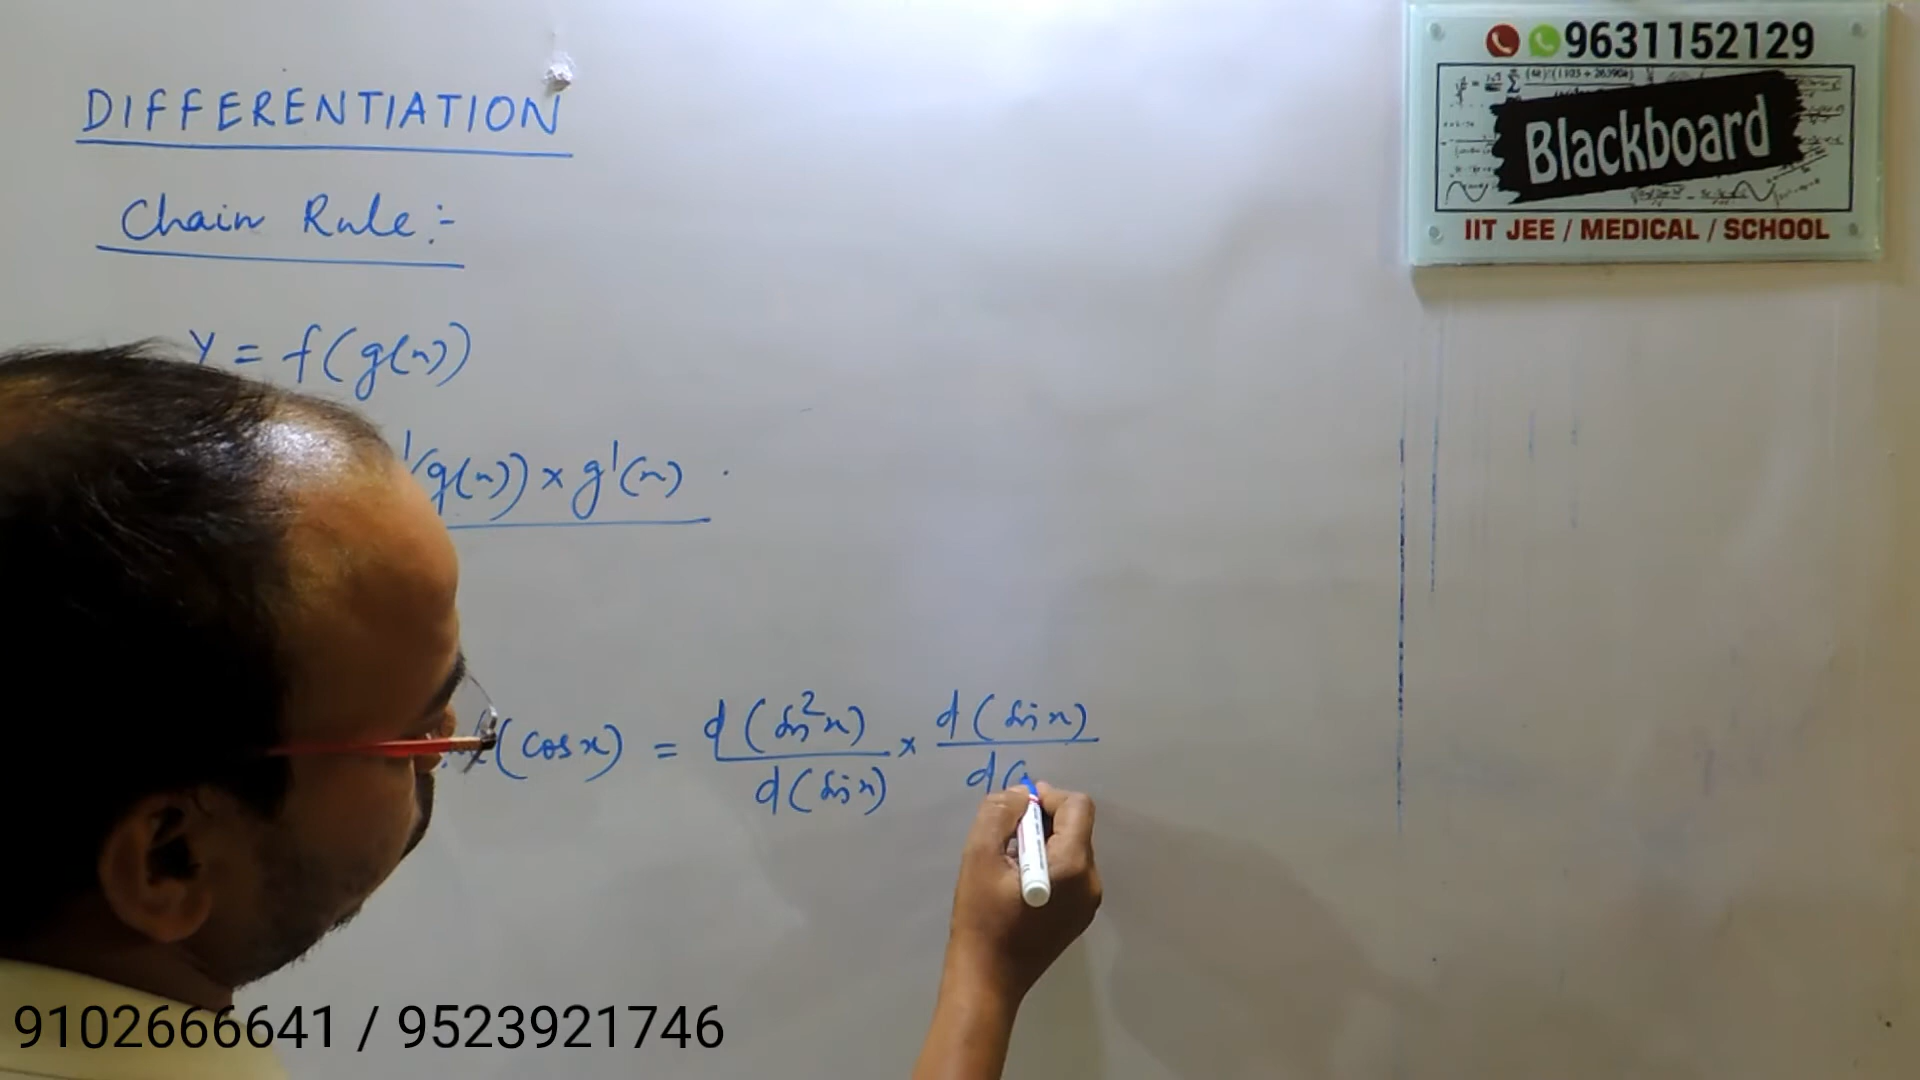 9631152129
Blackboard
IIT JEE / MEDICAL / SCHOOL
DIFFERENTIATION
Chain Rule :-
Y = f(g(x))
'(g(x)) × g'(x)
(cos x) = d(sin²x)/d(sin x) × d(sin x)/d(
9102666641 / 9523921746